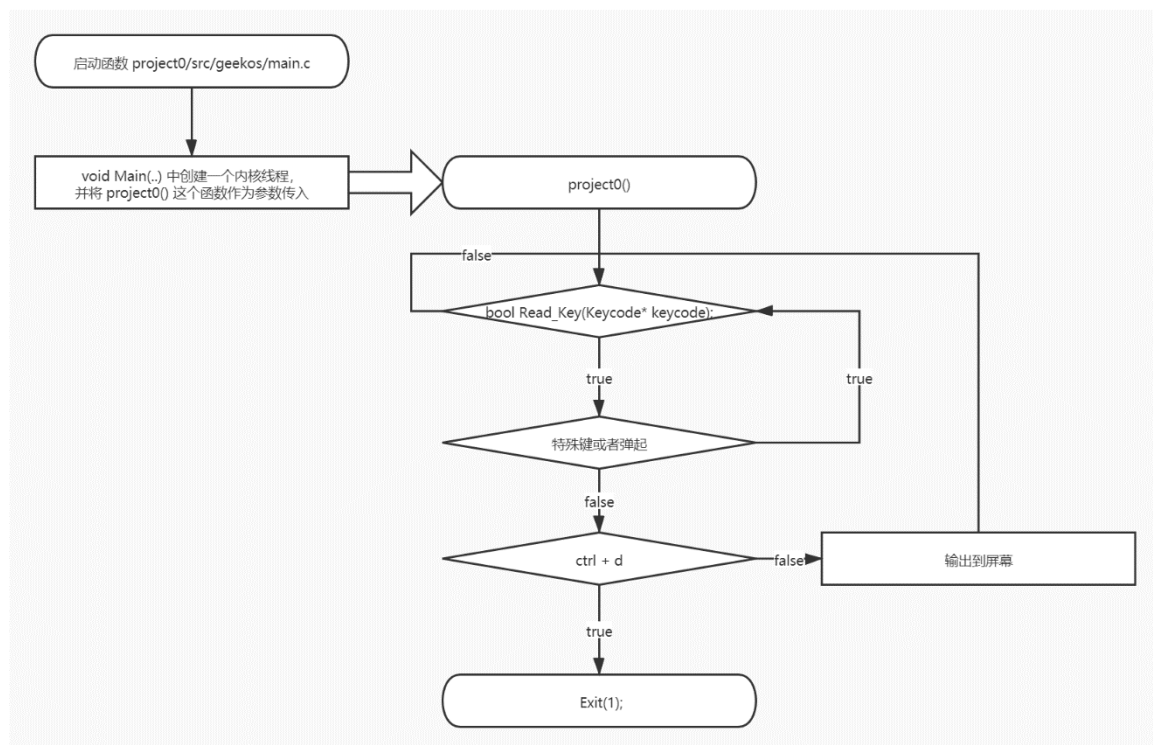 启动函数 project0/src/geekos/main.c
void Main(..) 中创建一个内核线程,
并将 project0() 这个函数作为参数传入
project0()
false
bool Read_Key(Keycode* keycode);
true
true
特殊键或者弹起
false
ctrl + d
false
输出到屏幕
true
Exit(1);